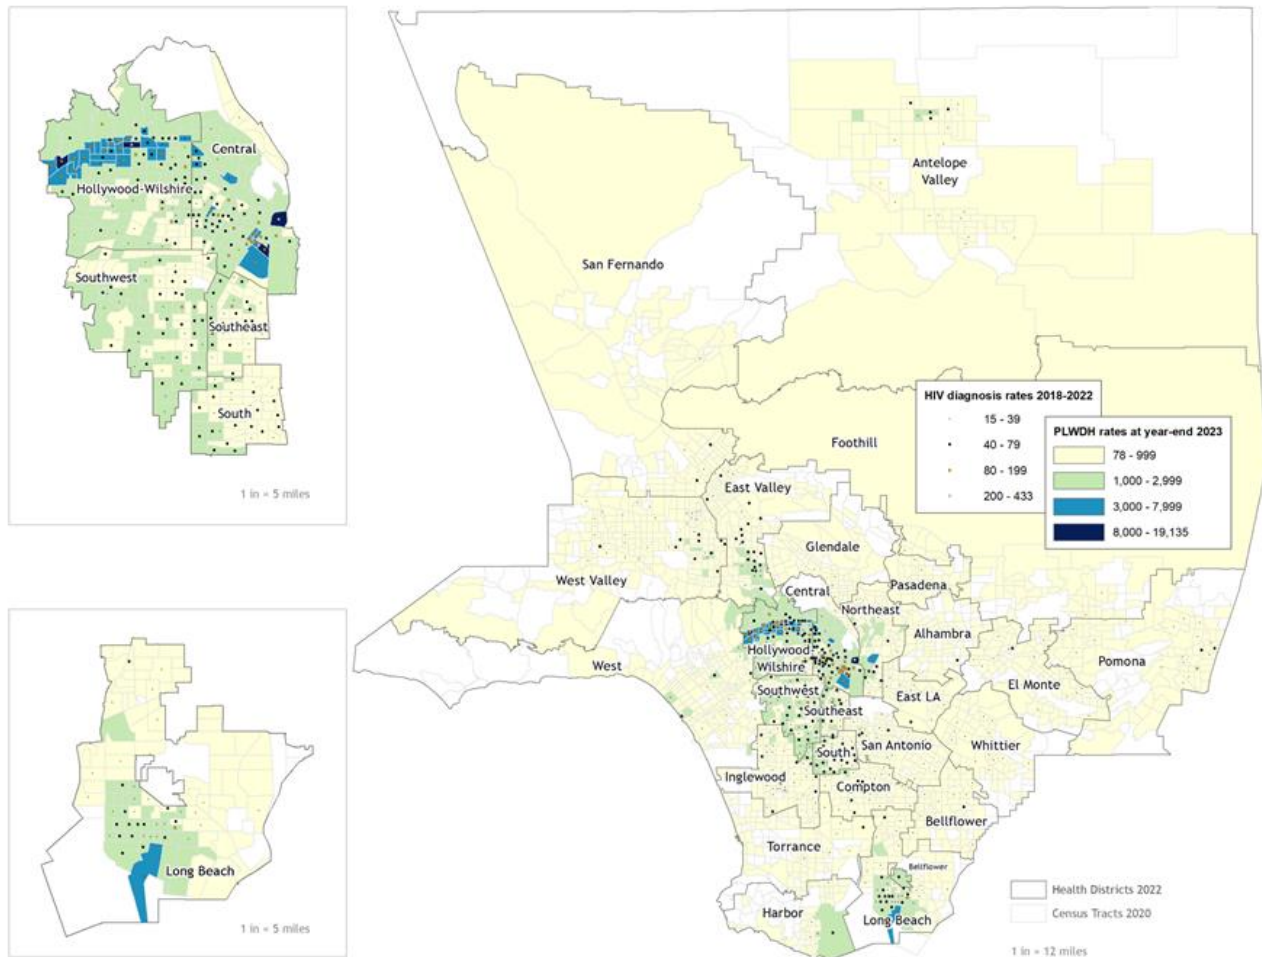 Central
Hollywood-Wilshire
Southwest
Southeast
South
1 in = 5 miles
Long Beach
1 in = 5 miles
Antelope
Valley
San Fernando
HIV diagnosis rates 2018-2022
15 - 39
40 - 79
80 - 199
200 - 433
PLWDH rates at year-end 2023
78 - 999
1,000 - 2,999
3,000 - 7,999
8,000 - 19,135
Foothill
East Valley
Glendale
West Valley
Pasadena
Central
Northeast
Alhambra
Hollywood
Wilshire
West
Pomona
El Monte
Southwest
East LA
Southeast
South
San Antonio
Whittier
Inglewood
Compton
Bellflower
Torrance
Bellflower
Harbor
Long Beach
Health Districts 2022
Census Tracts 2020
1 in = 12 miles